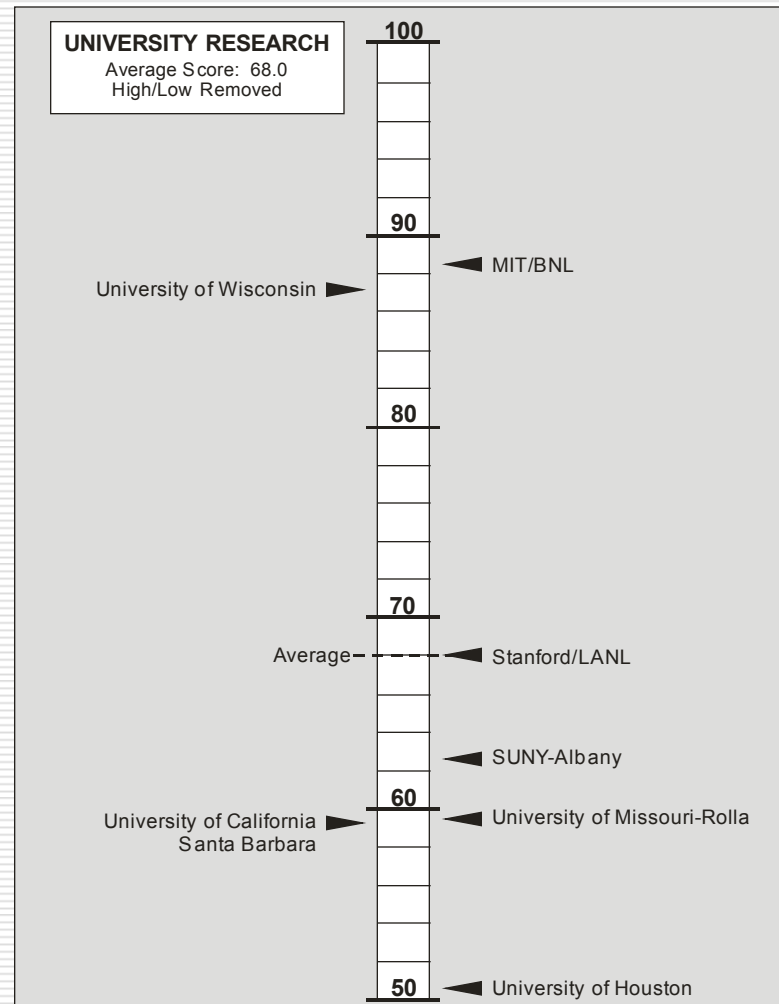 UNIVERSITY RESEARCH
Average Score: 68.0
High/Low Removed
100
90
MIT/BNL
University of Wisconsin
80
70
Average
Stanford/LANL
SUNY-Albany
60
University of California
Santa Barbara
University of Missouri-Rolla
50
University of Houston